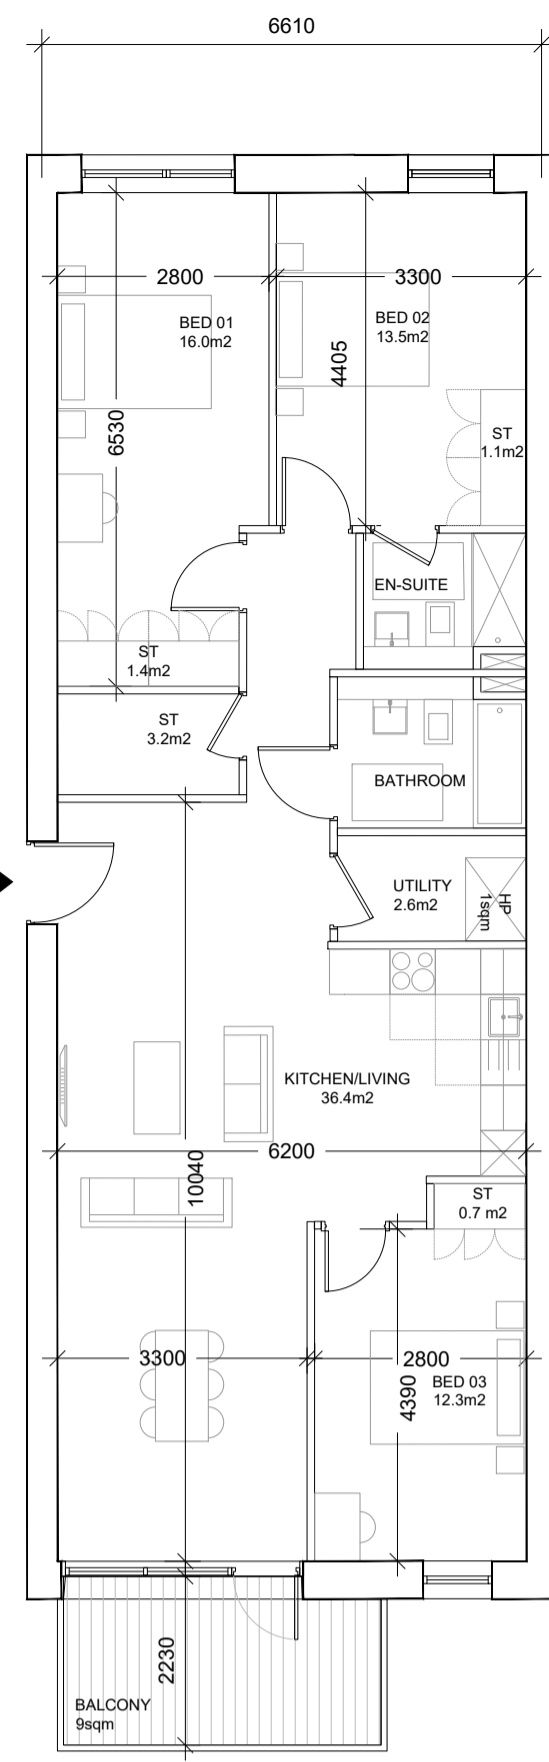 6610
2800
3300
BED 01
16.0m2
BED 02
13.5m2
4405
6530
ST
1.1m2
EN-SUITE
ST
1.4m2
ST
3.2m2
BATHROOM
UTILITY
2.6m2
HP
1sqm
KITCHEN/LIVING
36.4m2
6200
10040
ST
0.7 m2
3300
2800
BED 03
12.3m2
4390
2230
BALCONY
9sqm